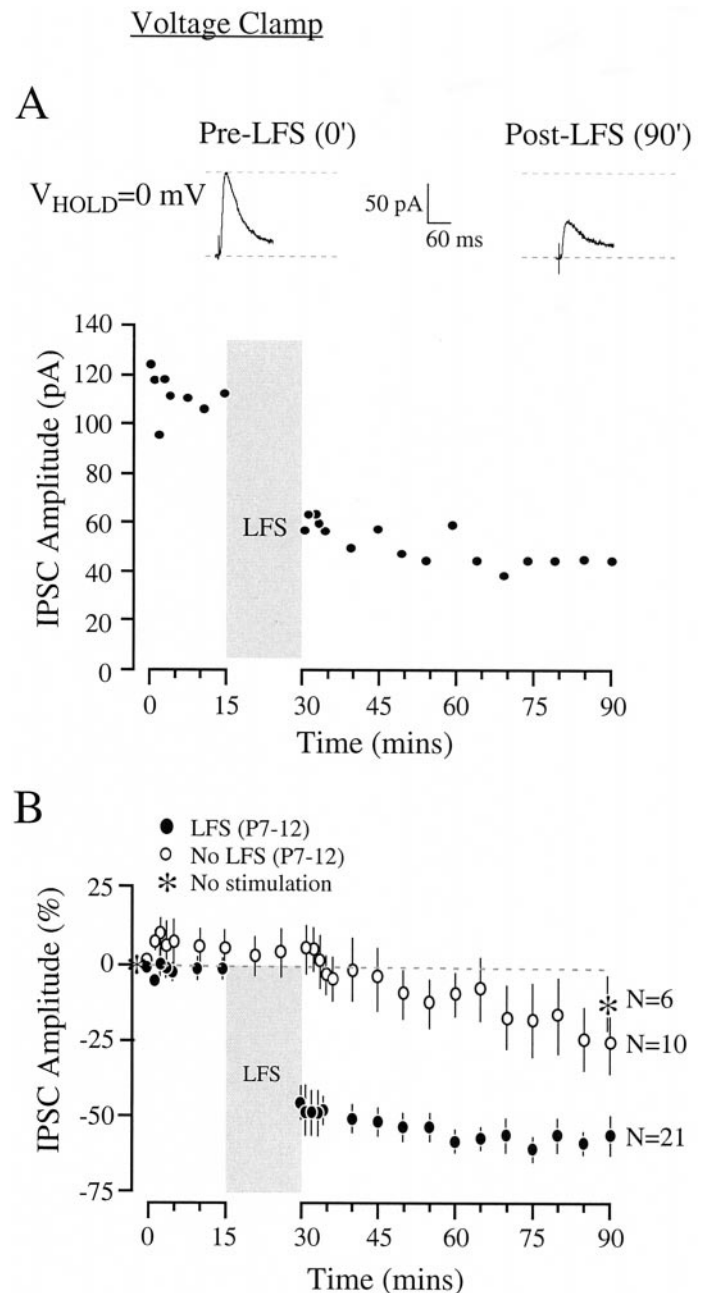 Voltage Clamp
A
Pre-LFS (0')
Post-LFS (90')
VHOLD=0 mV
50 pA
60 ms
IPSC Amplitude (pA)
140
120
100
80
60
40
20
0
LFS
0
15
30
45
60
75
90
Time (mins)
B
LFS (P7-12)
No LFS (P7-12)
No stimulation
IPSC Amplitude (%)
25
0
-25
-50
-75
LFS
N=6
N=10
N=21
0
15
30
45
60
75
90
Time (mins)